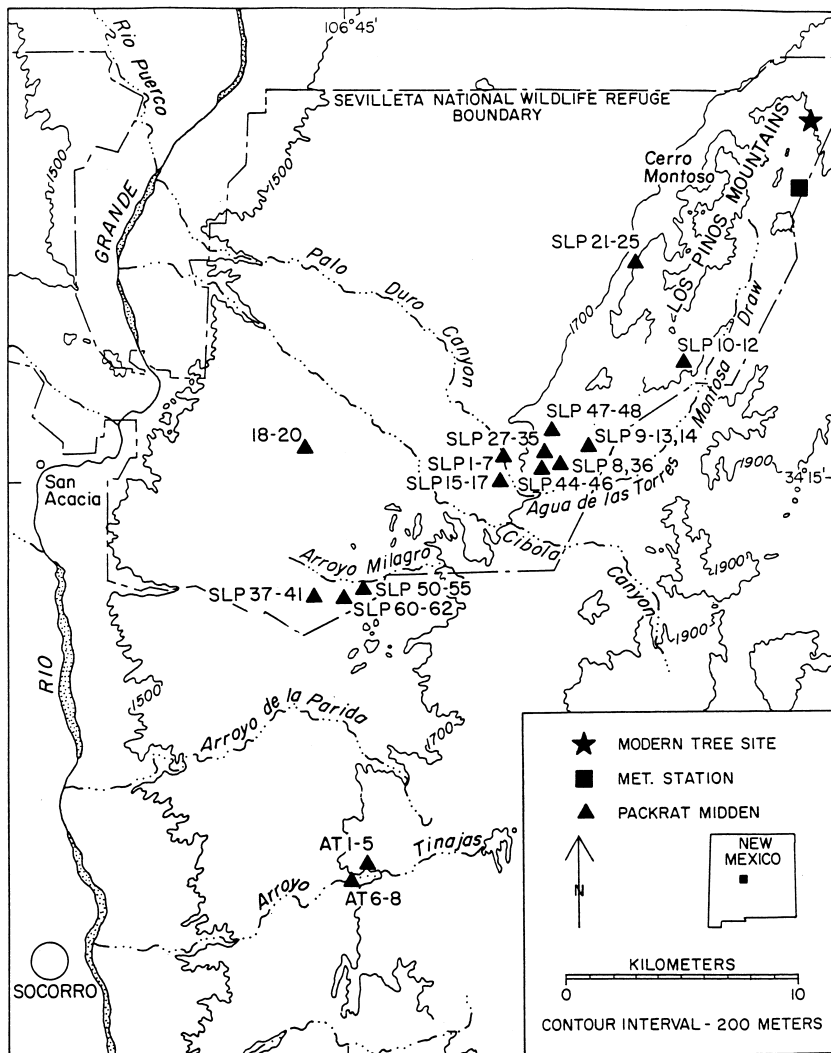 106°45'
Rio Puerco
SEVILLETA NATIONAL WILDLIFE REFUGE
BOUNDARY
1500
1500
GRANDE
Cerro
Montoso
LOS PINOS MOUNTAINS
SLP 21-25
Palo Duro Canyon
1700
Montosa Draw
SLP 10-12
SLP 47-48
18-20
SLP 27-35
SLP 9-13,14
SLP 1-7
SLP 8,36
1900
San
Acacia
SLP 15-17
SLP 44-46
34°15'
Agua de las Torres
Cibola Canyon
Arroyo Milagro
1900
SLP 37-41
SLP 50-55
SLP 60-62
1900
RIO
1500
Arroyo de la Parida
1700
MODERN TREE SITE
MET. STATION
PACKRAT MIDDEN
AT 1-5
Arroyo Tinajas
AT 6-8
N
NEW
MEXICO
SOCORRO
KILOMETERS
0 10
CONTOUR INTERVAL - 200 METERS